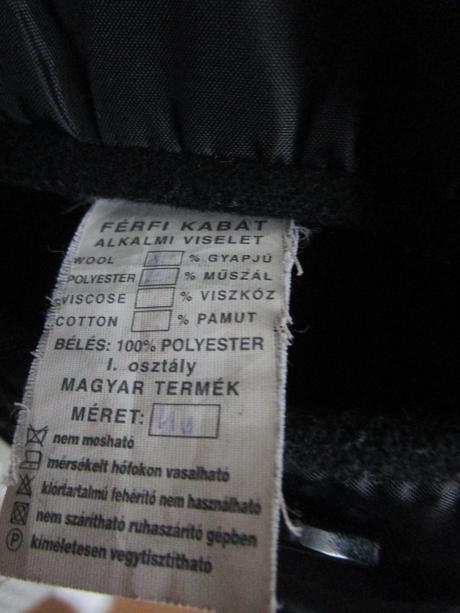 FÉRFI KABÁT
ALKALMI VISELET
WOOL % GYAPJÚ
POLYESTER % MŰSZÁL
VISCOSE % VISZKÓZ
COTTON % PAMUT
BÉLÉS: 100% POLYESTER
I. osztály
MAGYAR TERMÉK
MÉRET:
nem mosható
mérsékelt hőfokon vasalható
klórtartalmú fehérítő nem használható
nem szárítható ruhaszárító gépben
P kíméletesen vegytisztítható